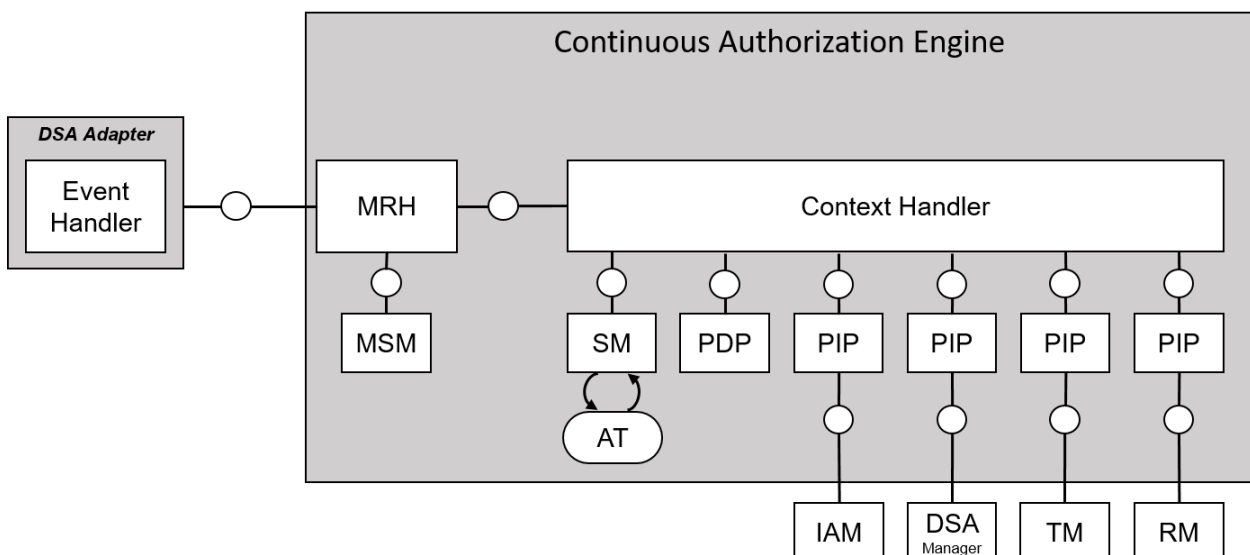 Continuous Authorization Engine
DSA Adapter
Event
Handler
MRH
Context Handler
MSM
SM
PDP
PIP
PIP
PIP
PIP
AT
IAM
DSA
Manager
TM
RM